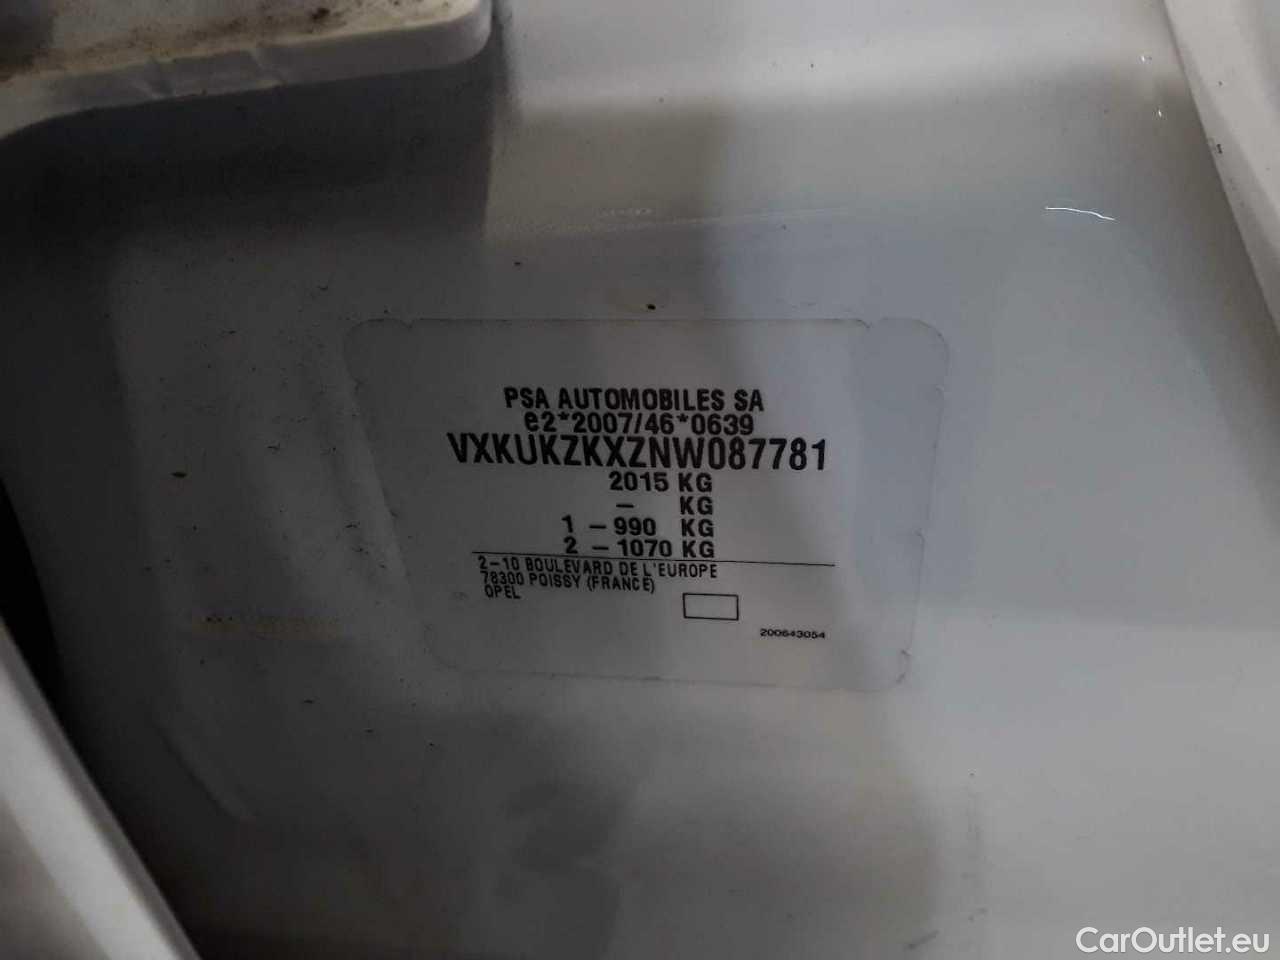 PSA AUTOMOBILES SA
e2*2007/46*0639
VXKUKZKXZNW087781
2015 KG
– KG
1 – 990 KG
2 – 1070 KG
2–10 BOULEVARD DE L'EUROPE
78300 POISSY (FRANCE)
OPEL
200643054
CarOutlet.eu